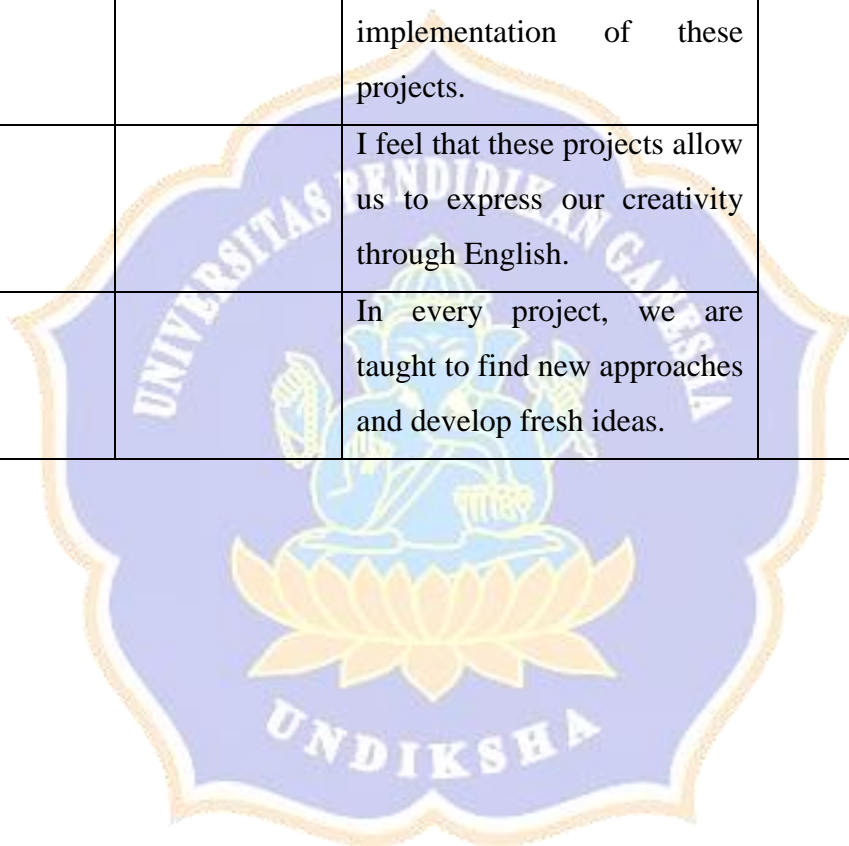 implementation of these
projects.
I feel that these projects allow
us to express our creativity
through English.
In every project, we are
taught to find new approaches
and develop fresh ideas.
UNIVERSITAS PENDIDIKAN GANESHA
UNDIKSHA